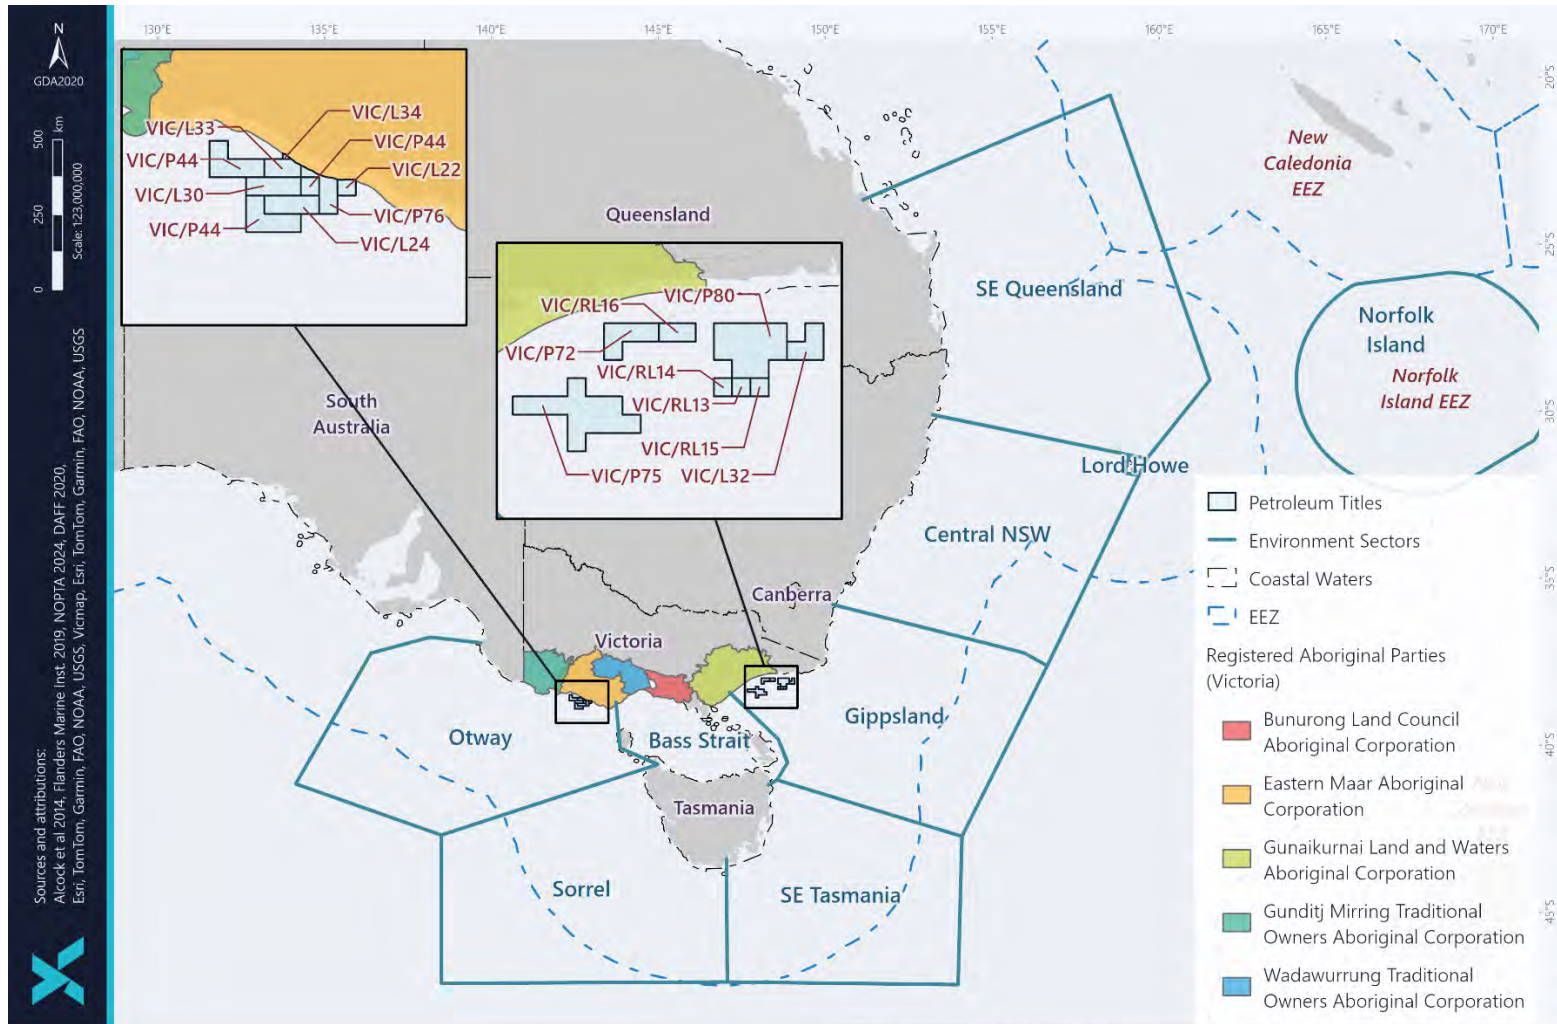 N
GDA2020
500
km
250
0
Scale: 1:23,000,000
Sources and attributions:
Alcock et al 2014, Flanders Marine Inst. 2019, NOPTA 2024, DAFF 2020,
Esri, TomTom, Garmin, FAO, NOAA, USGS, Vicmap, Esri, TomTom, Garmin, FAO, NOAA, USGS
130°E
135°E
140°E
145°E
150°E
155°E
160°E
165°E
170°E
20°S
25°S
30°S
35°S
40°S
45°S
VIC/L34
VIC/L33
VIC/P44
VIC/P44
VIC/L22
VIC/L30
VIC/P76
VIC/P44
VIC/L24
VIC/P80
VIC/RL16
VIC/P72
VIC/RL14
VIC/RL13
VIC/RL15
VIC/P75
VIC/L32
Queensland
South
Australia
Canberra
Victoria
Tasmania
New
Caledonia
EEZ
SE Queensland
Norfolk
Island
Norfolk
Island EEZ
Lord Howe
Central NSW
Gippsland
Otway
Bass Strait
Sorrel
SE Tasmania
Petroleum Titles
Environment Sectors
Coastal Waters
EEZ
Registered Aboriginal Parties
(Victoria)
Bunurong Land Council
Aboriginal Corporation
Eastern Maar Aboriginal
Corporation
Gunaikurnai Land and Waters
Aboriginal Corporation
Gunditj Mirring Traditional
Owners Aboriginal Corporation
Wadawurrung Traditional
Owners Aboriginal Corporation